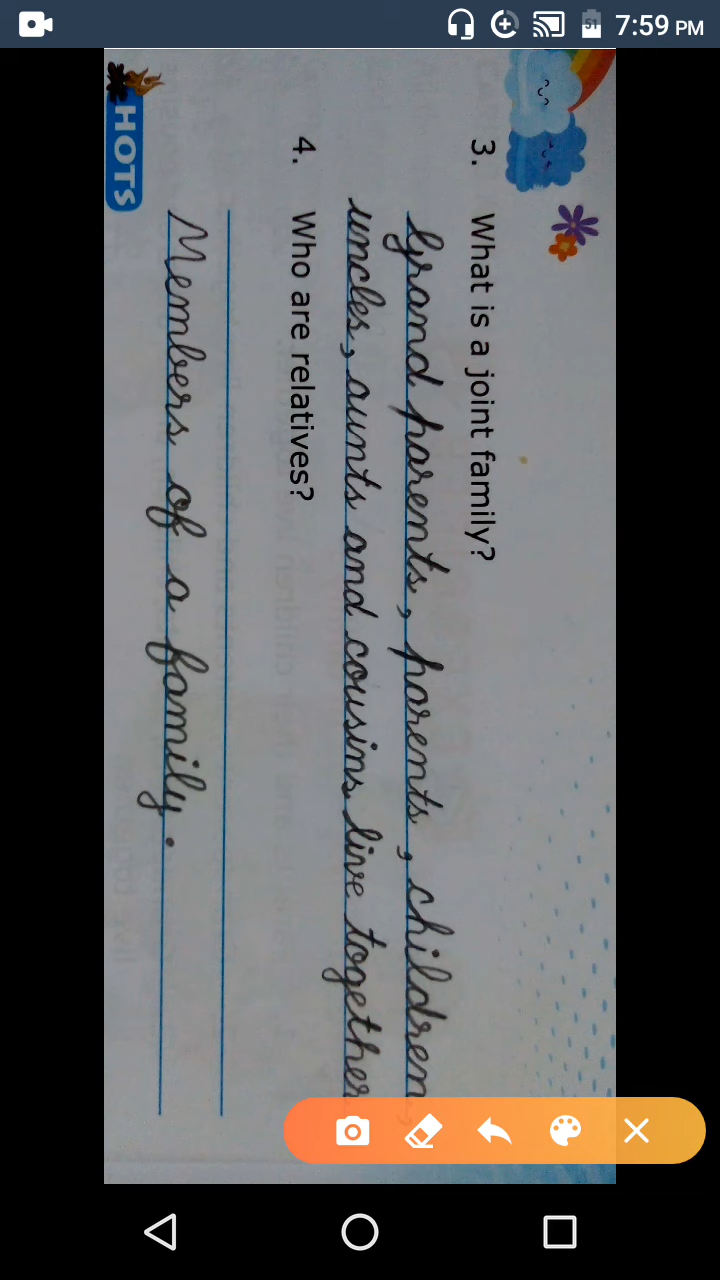 7:59 PM
51
3. What is a joint family?
Grand parents, parents, children,
uncles, aunts and cousins live together
4. Who are relatives?
Members of a family.
HOTS